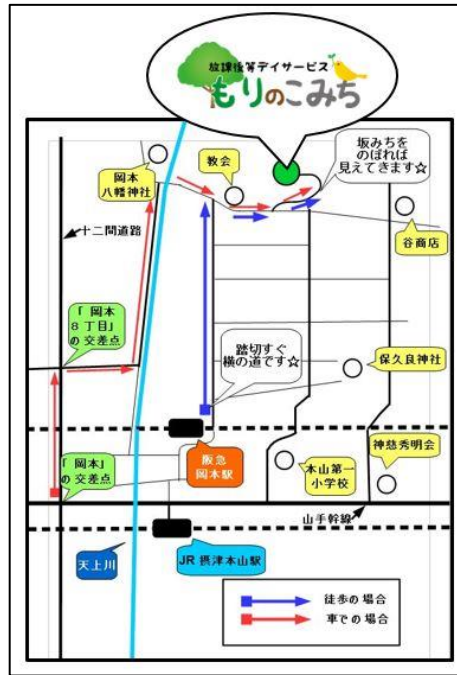 放課後等デイサービス
もりのこみち
坂みちを
のぼれば
見えてきます☆
教会
岡本
八幡神社
谷商店
十二間道路
「岡本
8丁目」
の交差点
踏切すぐ
横の道です☆
保久良神社
「岡本」
の交差点
阪急
岡本駅
本山第一
小学校
神慈秀明会
山手幹線
天上川
JR 摂津本山駅
徒歩の場合
車での場合